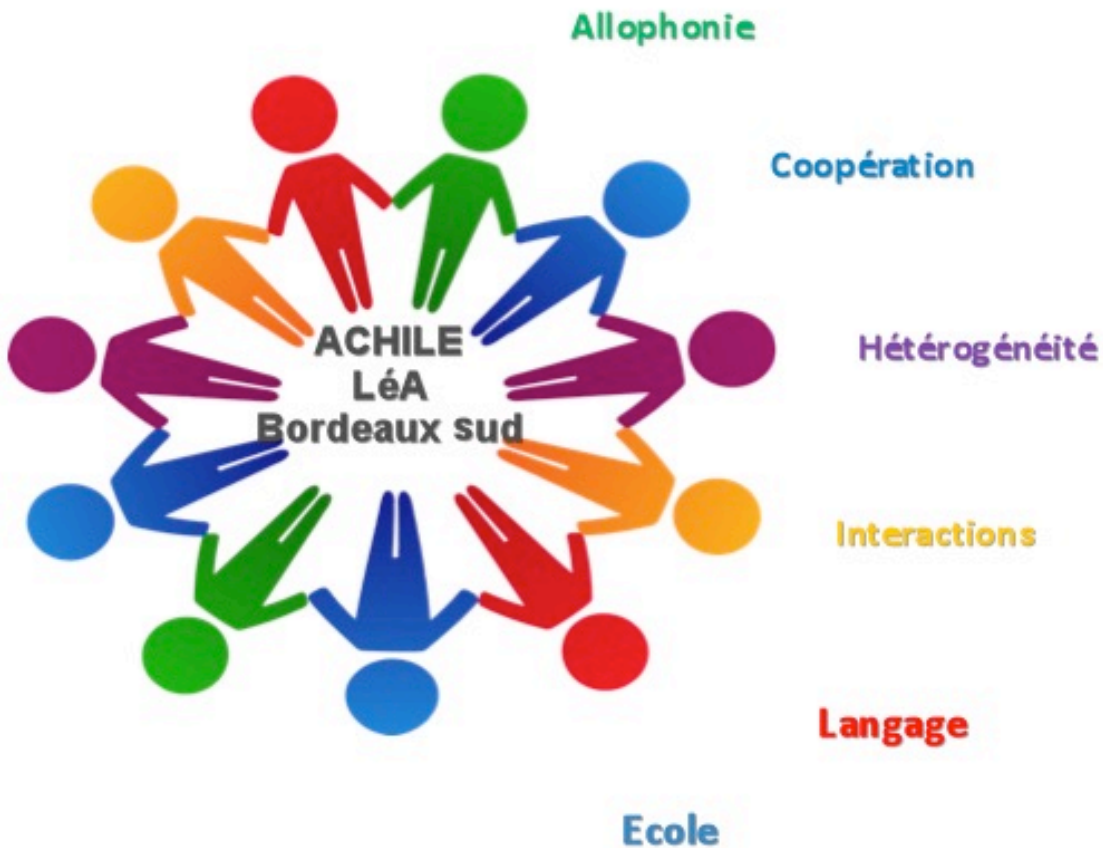 Allophonie
Coopération
ACHILE
LéA
Bordeaux sud
Hétérogénéité
Interactions
Langage
Ecole